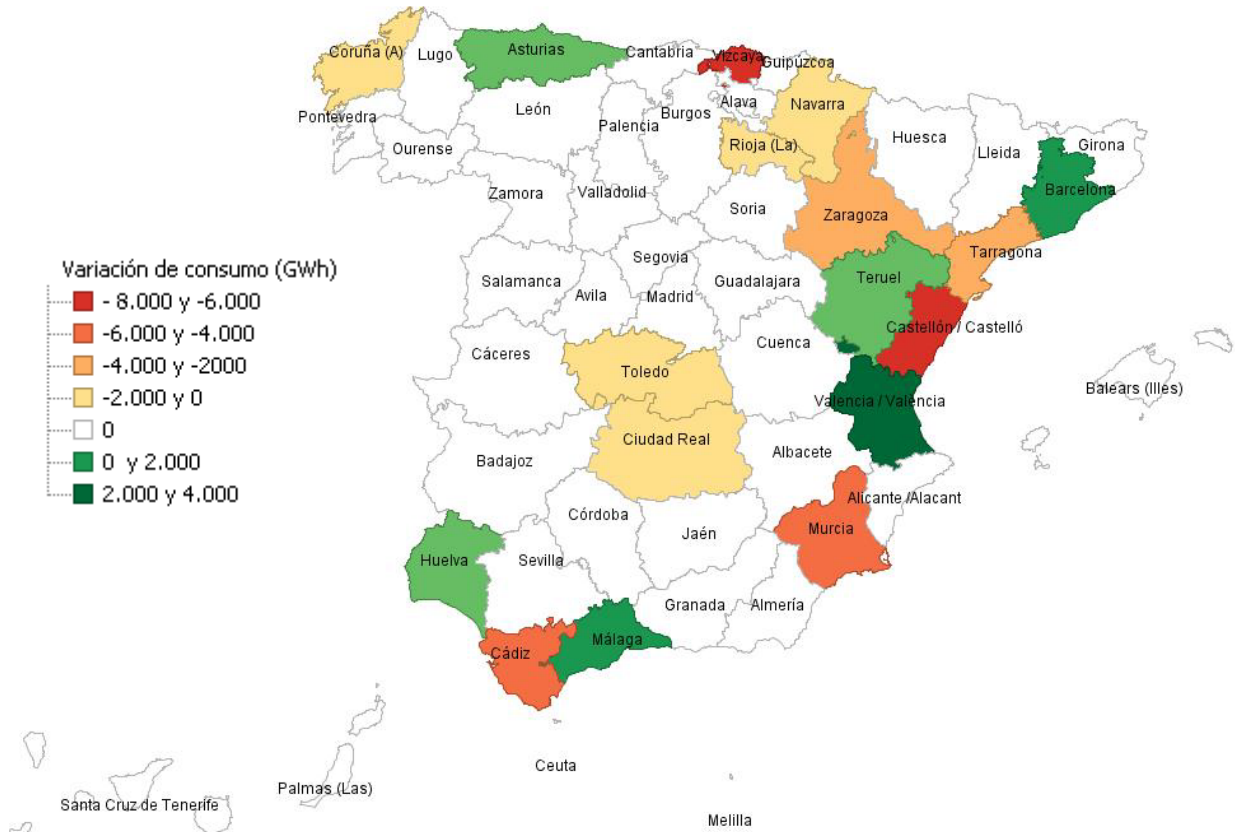 Coruña (A)
Lugo
Asturias
Cantabria
Vizcaya
Guipúzcoa
Pontevedra
Ourense
León
Palencia
Burgos
Alava
Navarra
Rioja (La)
Huesca
Lleida
Girona
Barcelona
Zamora
Valladolid
Soria
Zaragoza
Tarragona
Variación de consumo (GWh)
- 8.000 y -6.000
-6.000 y -4.000
-4.000 y -2000
-2.000 y 0
0
0 y 2.000
2.000 y 4.000
Salamanca
Avila
Segovia
Madrid
Guadalajara
Teruel
Castellón / Castelló
Cáceres
Toledo
Cuenca
Valencia / València
Balears (Illes)
Badajoz
Ciudad Real
Albacete
Alicante /Alacant
Huelva
Sevilla
Córdoba
Jaén
Murcia
Cádiz
Málaga
Granada
Almería
Ceuta
Melilla
Palmas (Las)
Santa Cruz de Tenerife